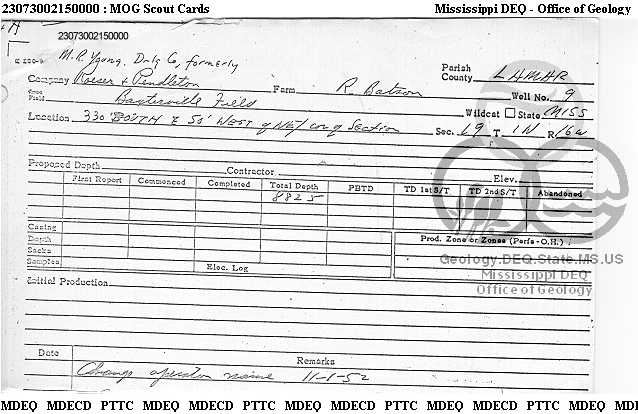 23073002150000 : MOG Scout Cards Mississippi DEQ - Office of Geology
23073002150000
M.R. Young. Drlg Co, formerly
Company Roeser & Pendleton Farm R. Batson Parish County LAMAR
Well No. 9
Field Baxterville Field Wildcat State MISS
Location 330' SOUTH & 50' WEST of NE/ cor of Section Sec. 19 T 1N R 16W
Proposed Depth Contractor Elev.
First Report Commenced Completed Total Depth PBTD TD 1st S/T TD 2nd S/T Abandoned
8825
Casing
Depth Prod. Zone or Zones (Perfs-O.H.) :
Sacks
Samples Elec. Log
Geology.DEQ.State.MS.US
Mississippi DEQ
Office of Geology
Initial Production
Date Remarks
Change operator name 11-1-52
MDEQ MDECD PTTC MDEQ MDECD PTTC MDEQ MDECD PTTC MDEQ MDECD PTTC MDEQ MDE